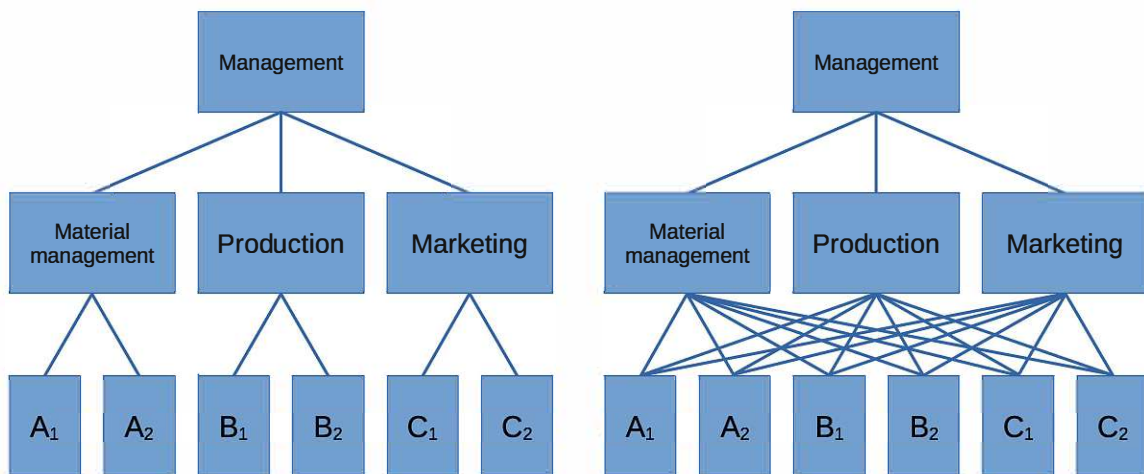 Management
Management
Material
management
Production
Marketing
Material
management
Production
Marketing
A₁
A₂
B₁
B₂
C₁
C₂
A₁
A₂
B₁
B₂
C₁
C₂